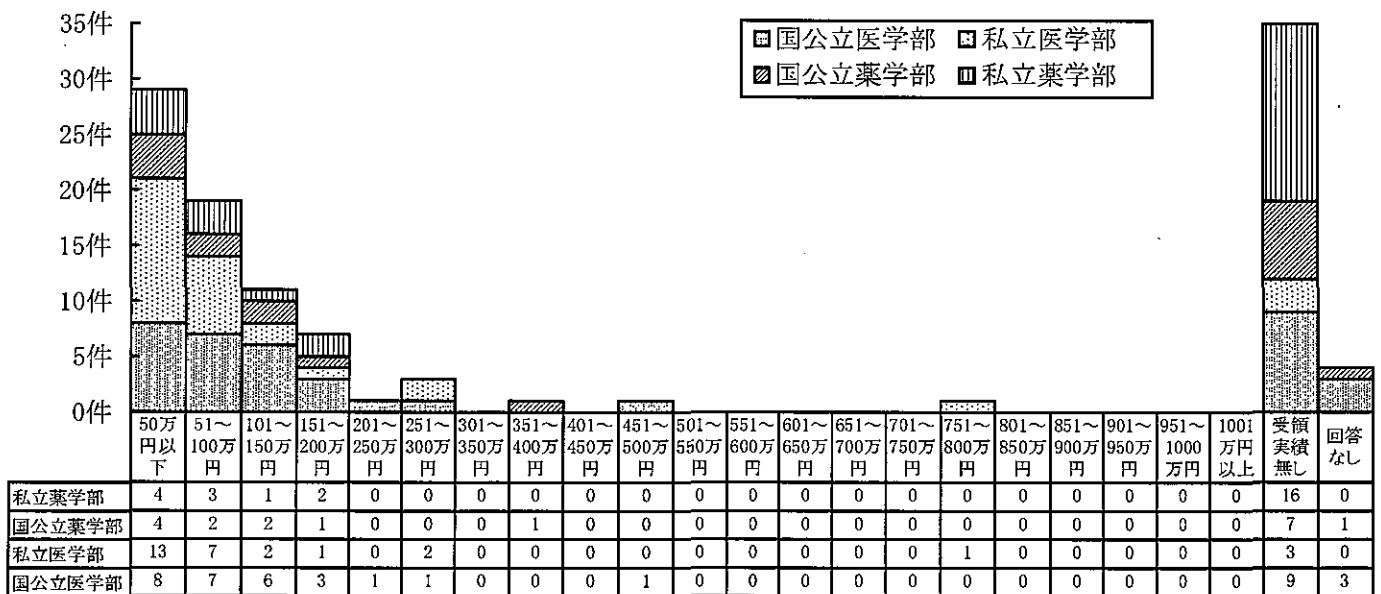 35件
30件
25件
20件
15件
10件
5件
0件
国公立医学部 私立医学部
国公立薬学部 私立薬学部
50万円以下 51～100万円 101～150万円 151～200万円 201～250万円 251～300万円 301～350万円 351～400万円 401～450万円 451～500万円 501～550万円 551～600万円 601～650万円 651～700万円 701～750万円 751～800万円 801～850万円 851～900万円 901～950万円 951～1000万円 1001万円以上 受領実績無し 回答なし
私立薬学部 4 3 1 2 0 0 0 0 0 0 0 0 0 0 0 0 0 0 0 0 0 16 0
国公立薬学部 4 2 2 1 0 0 0 1 0 0 0 0 0 0 0 0 0 0 0 0 0 7 1
私立医学部 13 7 2 1 0 2 0 0 0 0 0 0 0 0 0 1 0 0 0 0 0 3 0
国公立医学部 8 7 6 3 1 1 0 0 0 1 0 0 0 0 0 0 0 0 0 0 0 9 3